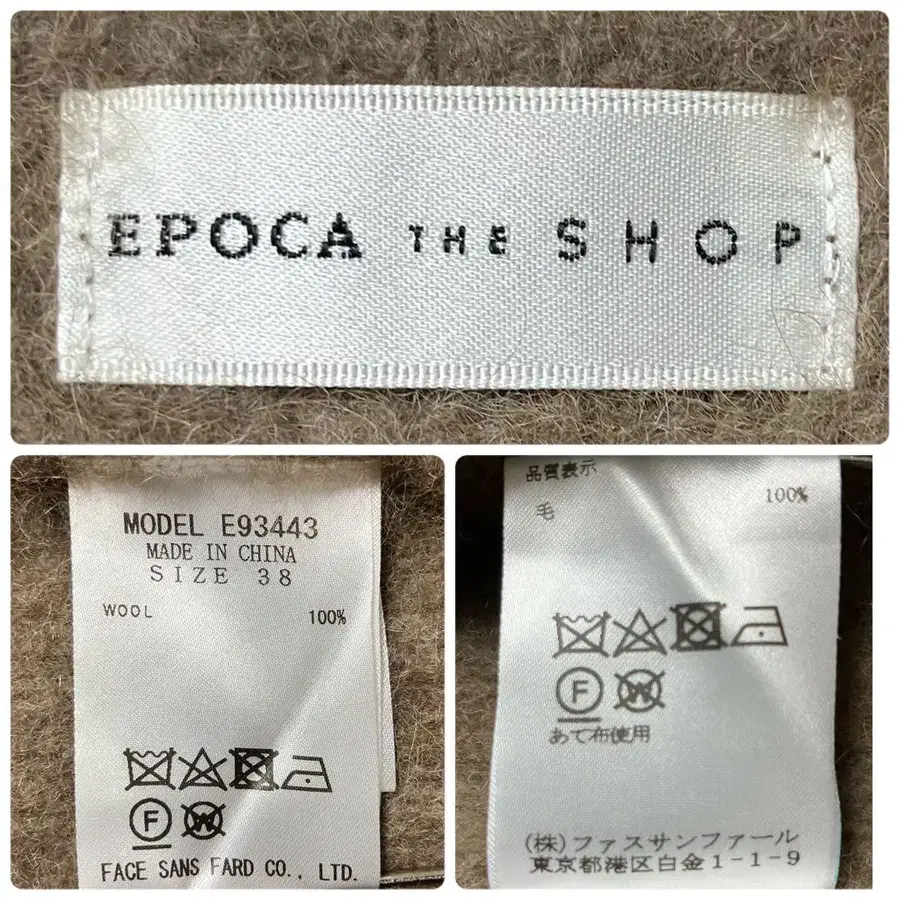 EPOCA THE SHOP
MODEL E93443
MADE IN CHINA
SIZE 38
WOOL 100%
F W
FACE SANS FARD CO., LTD.
品質表示
毛 100%
F W
あて布使用
(株)ファスサンファール
東京都港区白金1-1-9